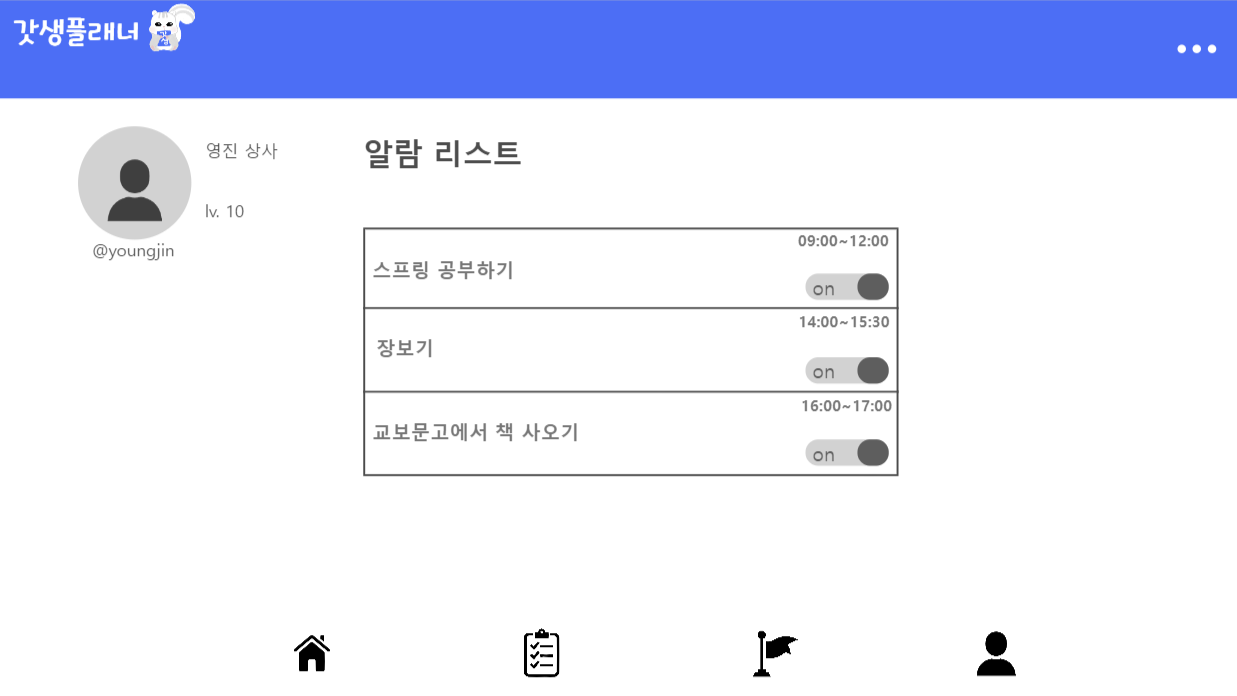 갓생플래너
갓생
영진 상사
lv. 10
@youngjin
알람 리스트
09:00~12:00
스프링 공부하기
on
14:00~15:30
장보기
on
16:00~17:00
교보문고에서 책 사오기
on